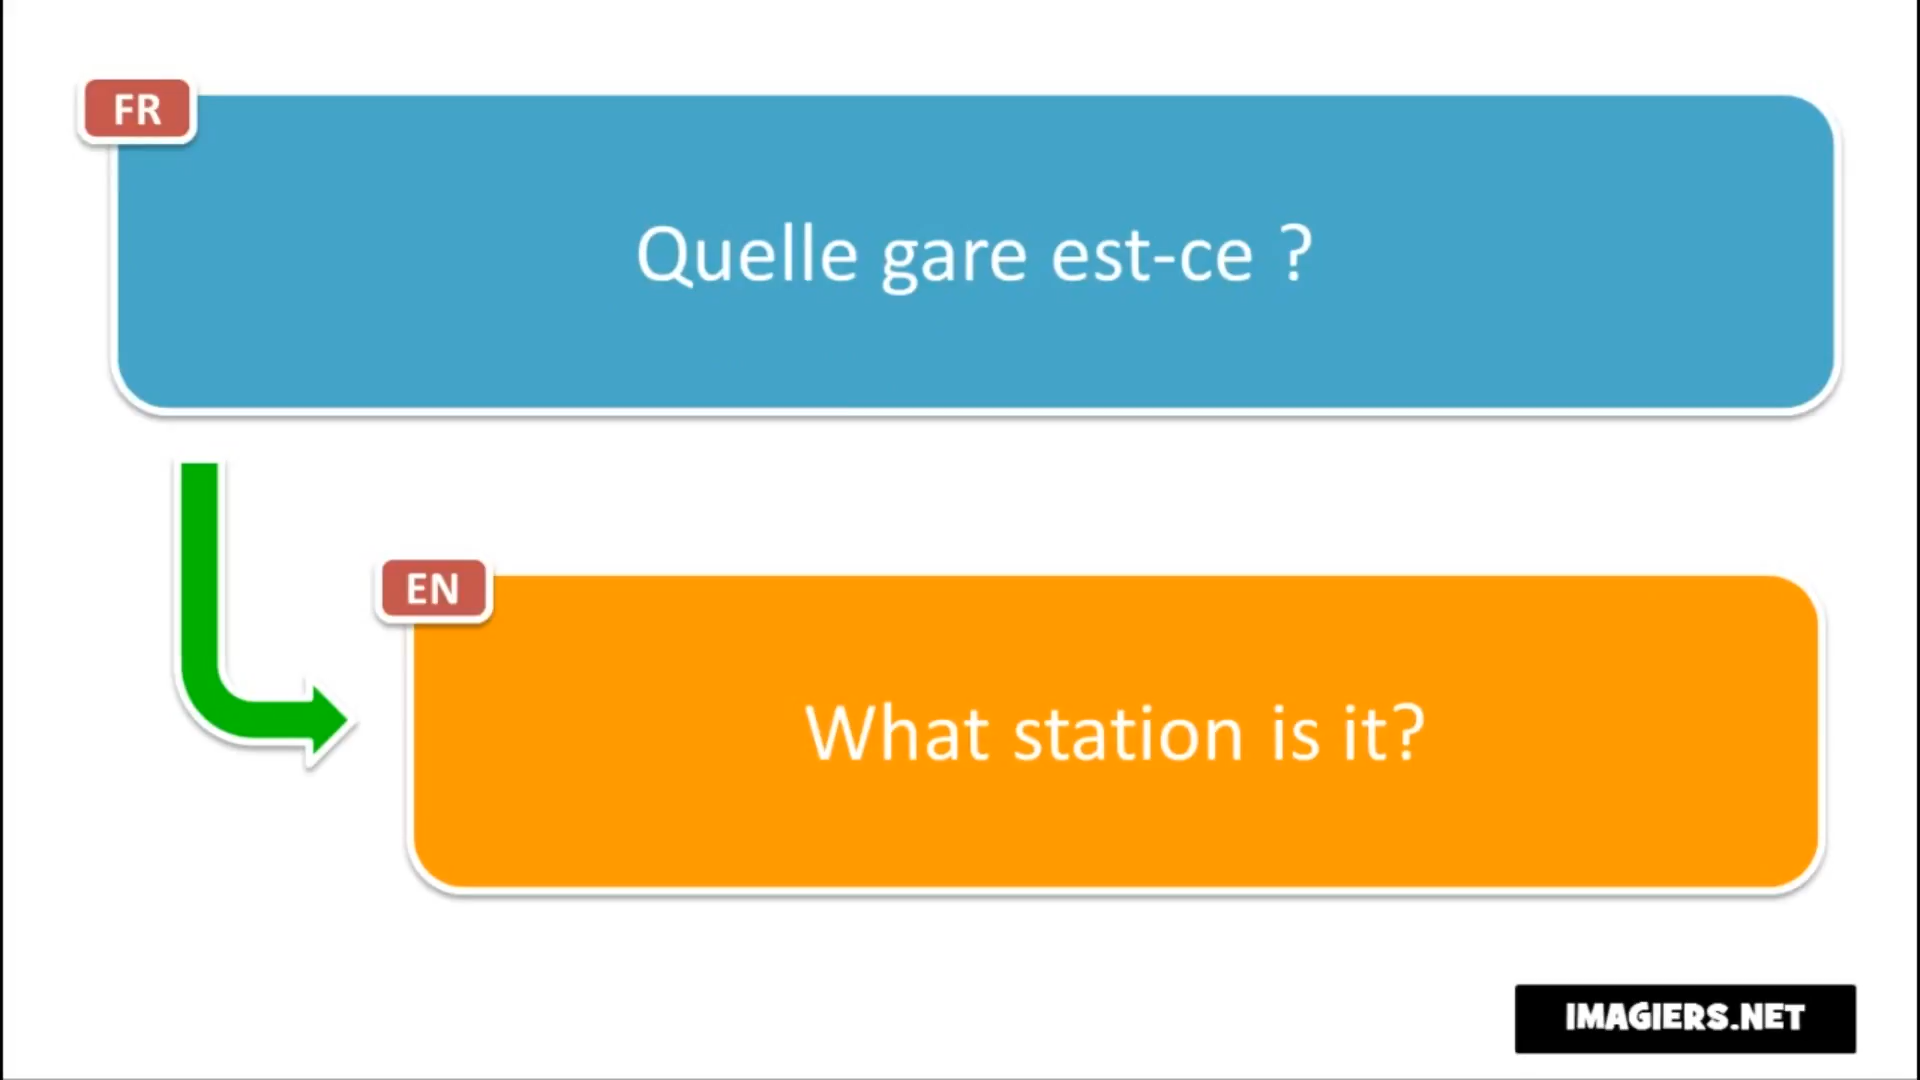 FR
Quelle gare est-ce ?
EN
What station is it?
IMAGIERS.NET